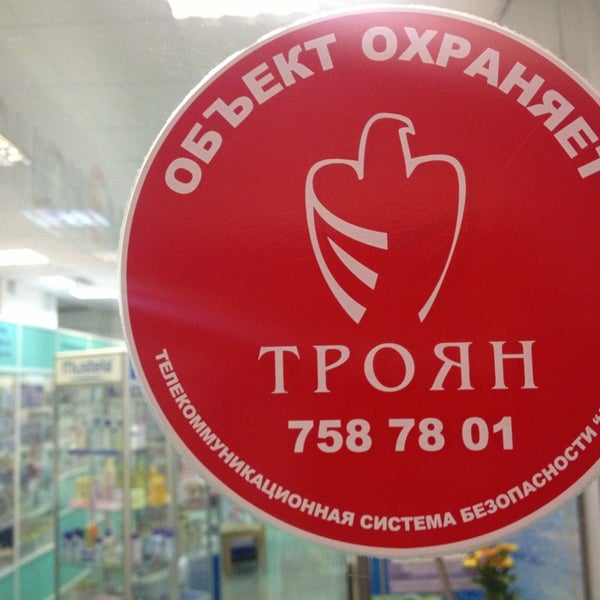 ОБЪЕКТ ОХРАНЯЕТ
ТРОЯН
758 78 01
ТЕЛЕКОММУНИКАЦИОННАЯ СИСТЕМА БЕЗОПАСНОСТИ
Mustela